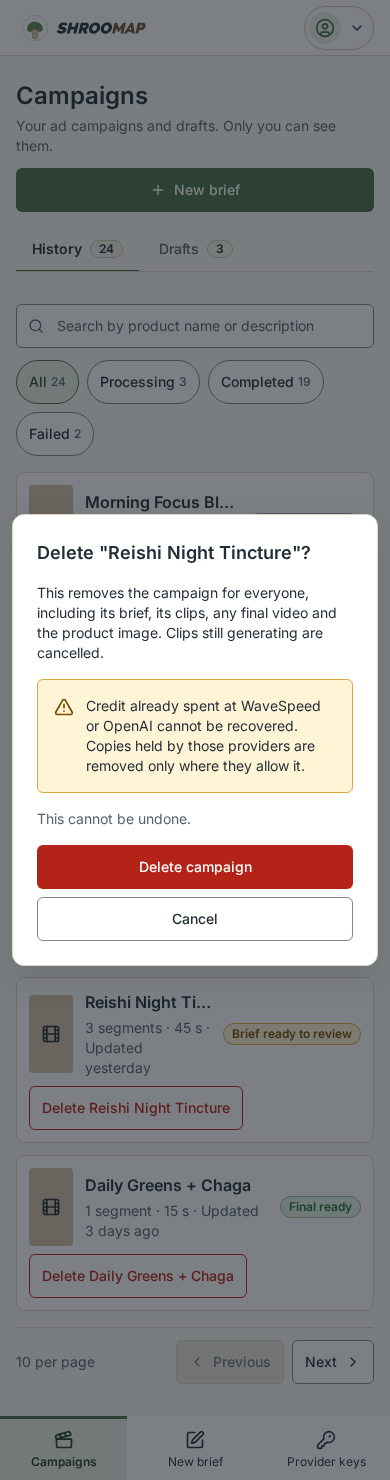 SHROOMAP
Campaigns
Your ad campaigns and drafts. Only you can see
them.
New brief
History 24 Drafts 3
Search by product name or description
All 24 Processing 3 Completed 19
Failed 2
Morning Focus Bl...
Delete "Reishi Night Tincture"?
This removes the campaign for everyone,
including its brief, its clips, any final video and
the product image. Clips still generating are
cancelled.
Credit already spent at WaveSpeed
or OpenAI cannot be recovered.
Copies held by those providers are
removed only where they allow it.
This cannot be undone.
Delete campaign
Cancel
Reishi Night Ti...
3 segments · 45 s ·
Updated
yesterday
Brief ready to review
Delete Reishi Night Tincture
Daily Greens + Chaga
1 segment · 15 s · Updated
3 days ago
Final ready
Delete Daily Greens + Chaga
10 per page Previous Next
Campaigns New brief Provider keys